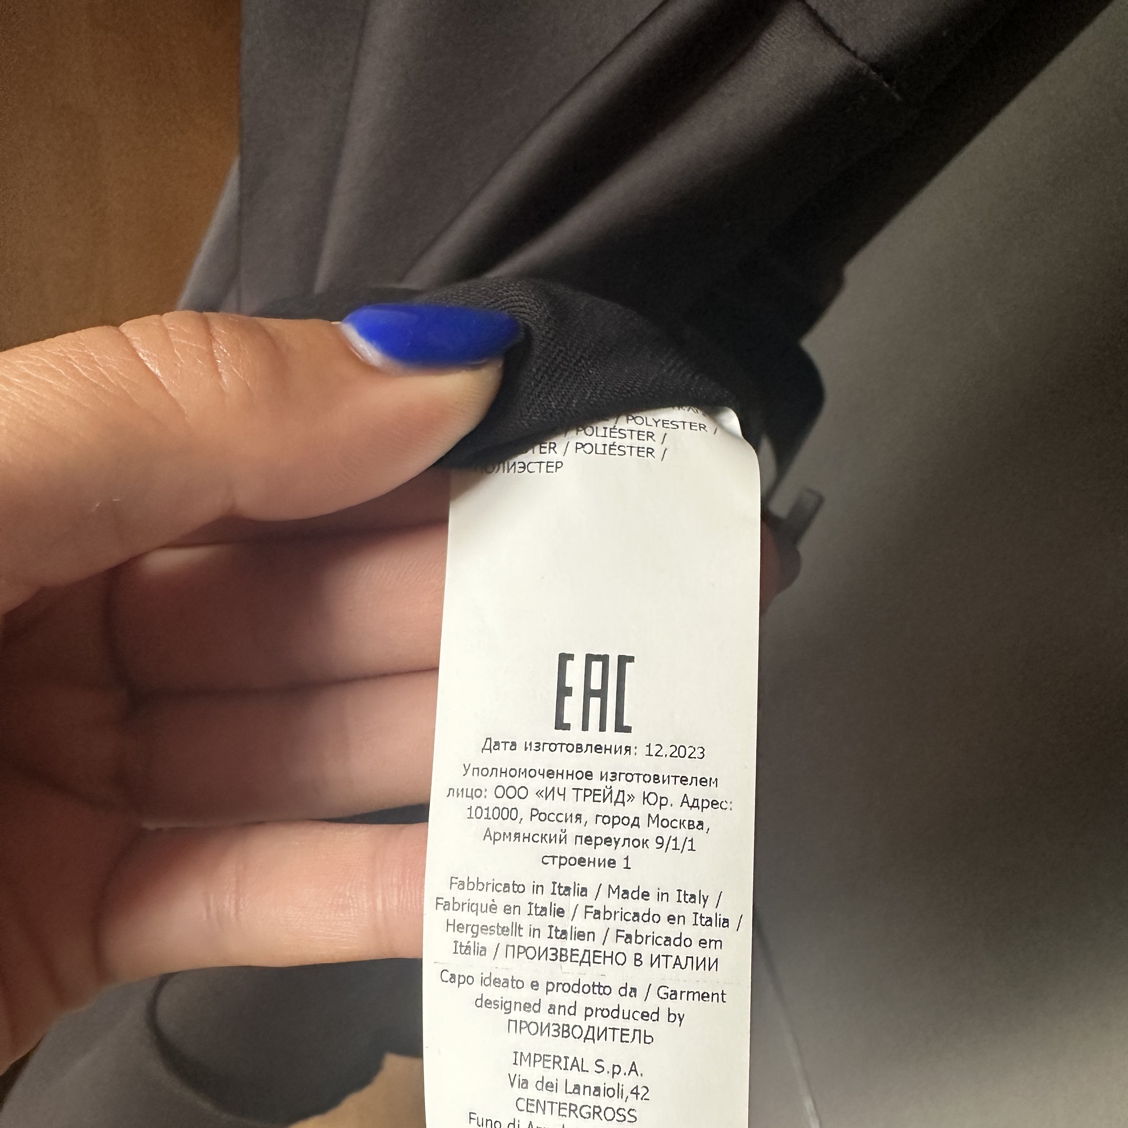 / POLYESTER /
/ POLIÉSTER /
/ POLIÉSTER /
ПОЛИЭСТЕР
EAC
Дата изготовления: 12.2023
Уполномоченное изготовителем
лицо: ООО «ИЧ ТРЕЙД» Юр. Адрес:
101000, Россия, город Москва,
Армянский переулок 9/1/1
строение 1
Fabbricato in Italia / Made in Italy /
Fabriquè en Italie / Fabricado en Italia /
Hergestellt in Italien / Fabricado em
Itália / ПРОИЗВЕДЕНО В ИТАЛИИ
Capo ideato e prodotto da / Garment
designed and produced by
ПРОИЗВОДИТЕЛЬ
IMPERIAL S.p.A.
Via dei Lanaioli,42
CENTERGROSS
Funo di